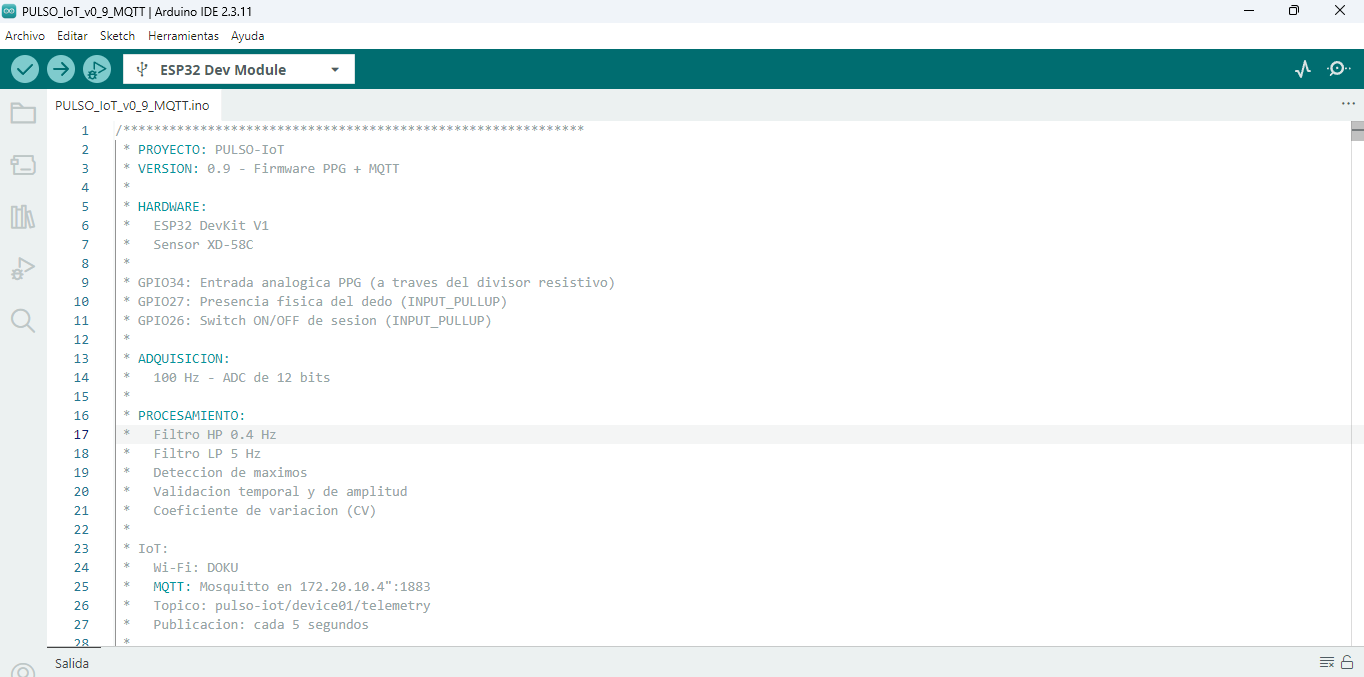 PULSO_IoT_v0_9_MQTT | Arduino IDE 2.3.11
Archivo Editar Sketch Herramientas Ayuda
ESP32 Dev Module
PULSO_IoT_v0_9_MQTT.ino
1 /************************************************************
2 * PROYECTO: PULSO-IoT
3 * VERSION: 0.9 - Firmware PPG + MQTT
4 *
5 * HARDWARE:
6 * ESP32 DevKit V1
7 * Sensor XD-58C
8 *
9 * GPIO34: Entrada analogica PPG (a traves del divisor resistivo)
10 * GPIO27: Presencia fisica del dedo (INPUT_PULLUP)
11 * GPIO26: Switch ON/OFF de sesion (INPUT_PULLUP)
12 *
13 * ADQUISICION:
14 * 100 Hz - ADC de 12 bits
15 *
16 * PROCESAMIENTO:
17 * Filtro HP 0.4 Hz
18 * Filtro LP 5 Hz
19 * Deteccion de maximos
20 * Validacion temporal y de amplitud
21 * Coeficiente de variacion (CV)
22 *
23 * IoT:
24 * Wi-Fi: DOKU
25 * MQTT: Mosquitto en 172.20.10.4":1883
26 * Topico: pulso-iot/device01/telemetry
27 * Publicacion: cada 5 segundos
28 *
Salida